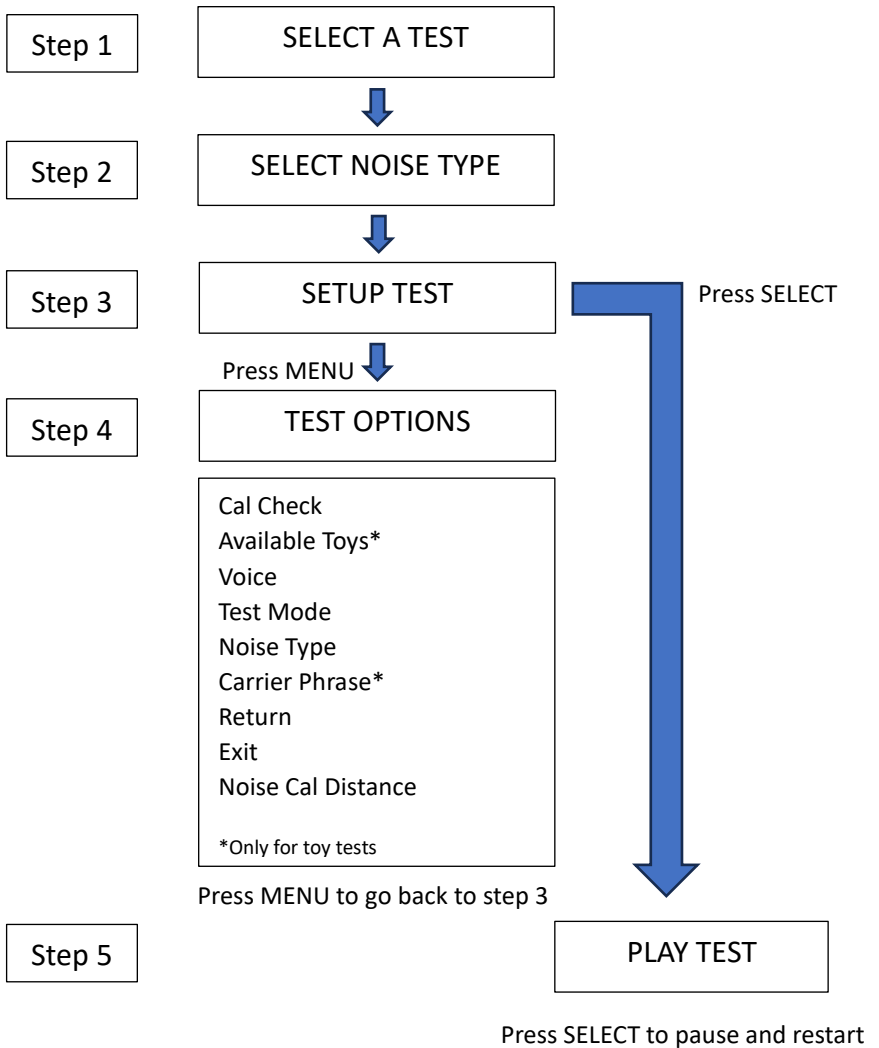 Step 1
SELECT A TEST
Step 2
SELECT NOISE TYPE
Step 3
SETUP TEST
Press SELECT
Press MENU
Step 4
TEST OPTIONS
Cal Check
Available Toys*
Voice
Test Mode
Noise Type
Carrier Phrase*
Return
Exit
Noise Cal Distance
*Only for toy tests
Press MENU to go back to step 3
Step 5
PLAY TEST
Press SELECT to pause and restart